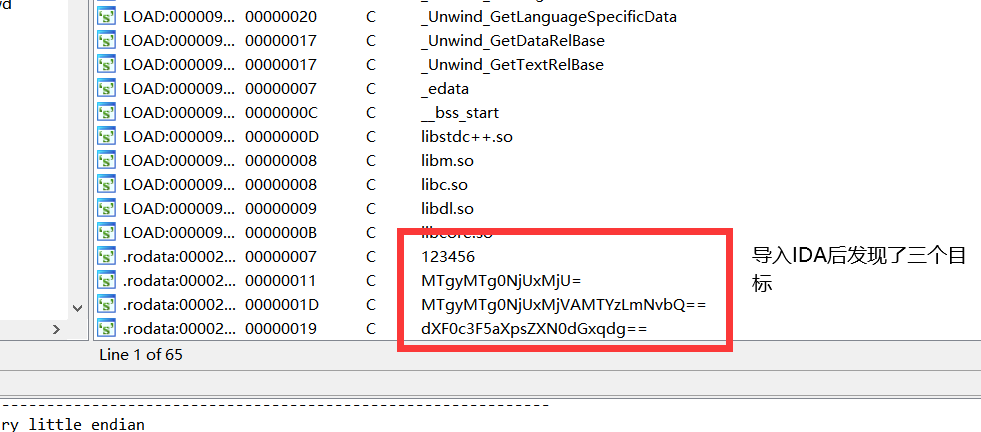 LOAD:000009... 00000020 C _Unwind_GetLanguageSpecificData
LOAD:000009... 00000017 C _Unwind_GetDataRelBase
LOAD:000009... 00000017 C _Unwind_GetTextRelBase
LOAD:000009... 00000007 C _edata
LOAD:000009... 0000000C C __bss_start
LOAD:000009... 0000000D C libstdc++.so
LOAD:000009... 00000008 C libm.so
LOAD:000009... 00000008 C libc.so
LOAD:000009... 00000009 C libdl.so
LOAD:000009... 0000000B C libcore.so
.rodata:00002... 00000007 C 123456
.rodata:00002... 00000011 C MTgyMTg0NjUxMjU=
.rodata:00002... 0000001D C MTgyMTg0NjUxMjVAMTYzLmNvbQ==
.rodata:00002... 00000019 C dXF0c3F5aXpsZXN0dGxqdg==
导入IDA后发现了三个目
标
Line 1 of 65
ry little endian